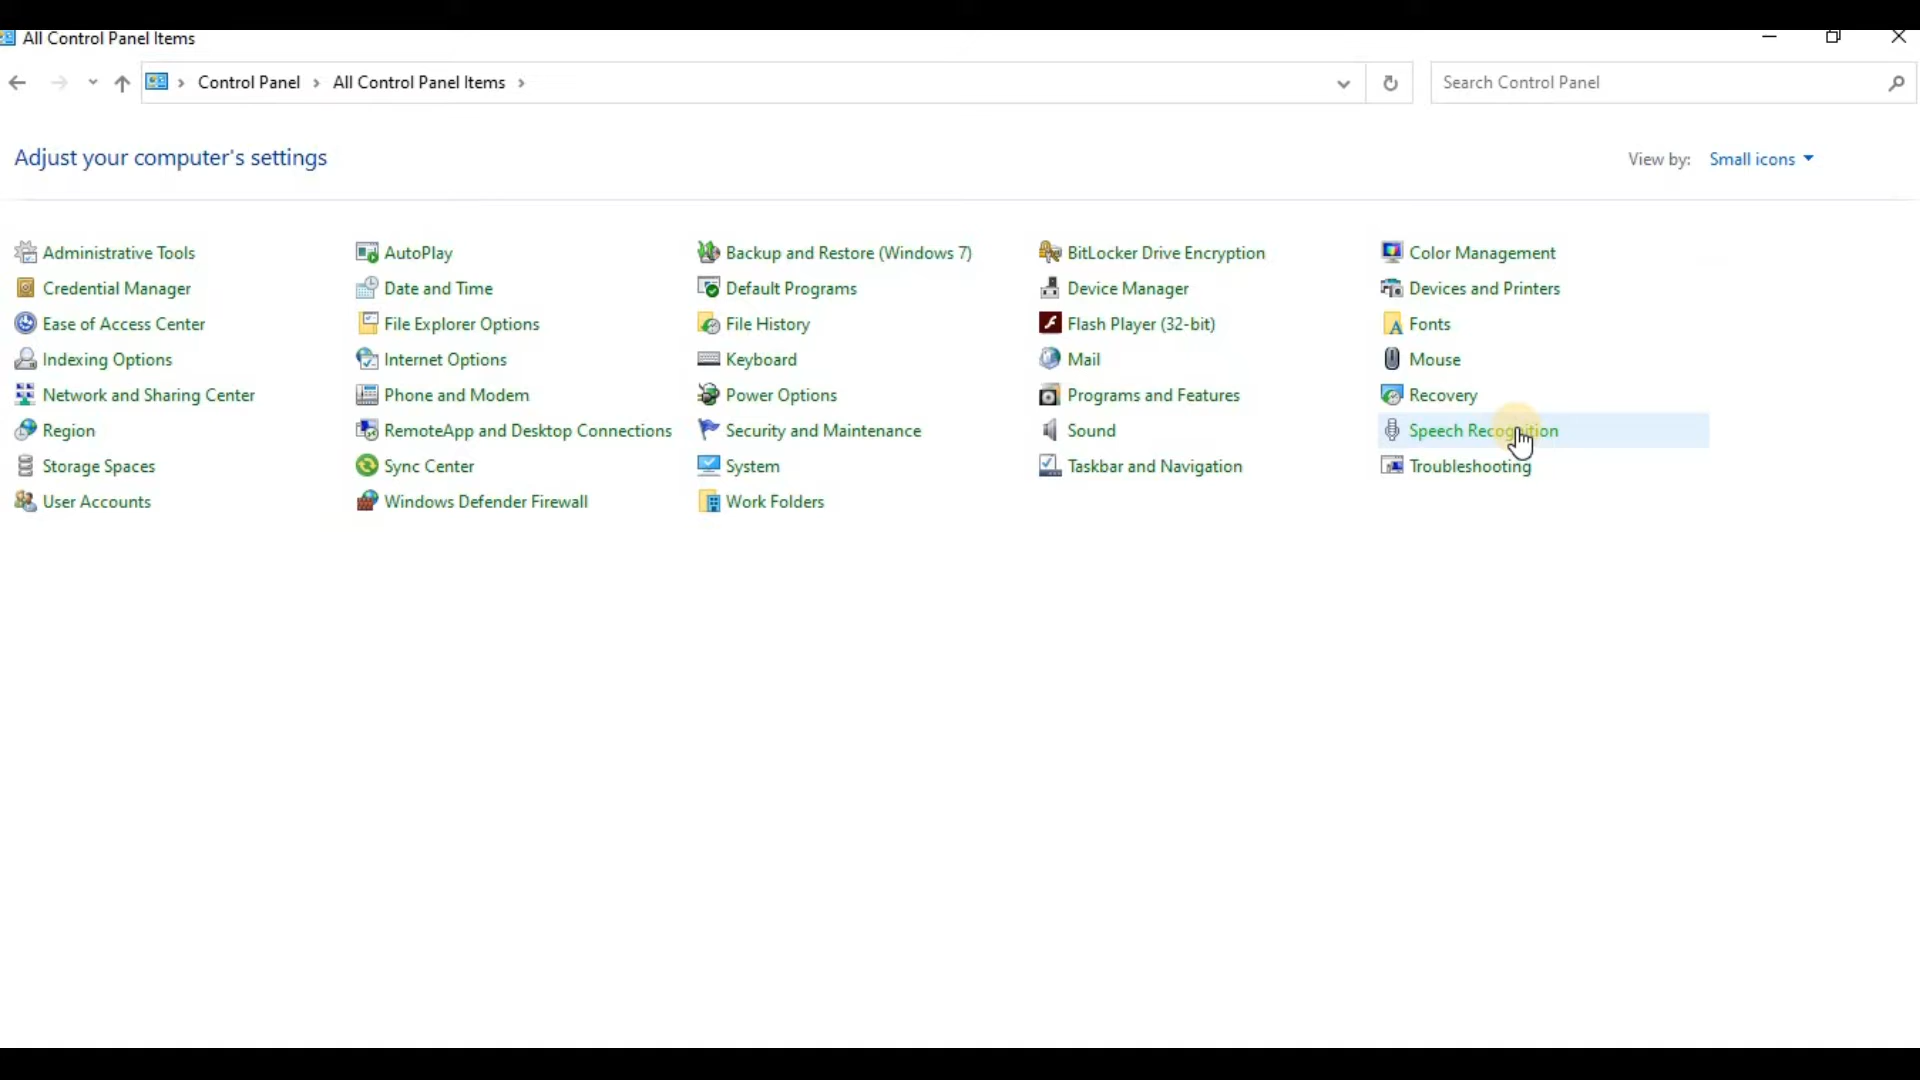 All Control Panel Items
Control Panel › All Control Panel Items ›
Search Control Panel
Adjust your computer's settings
View by: Small icons
Administrative Tools
AutoPlay
Backup and Restore (Windows 7)
BitLocker Drive Encryption
Color Management
Credential Manager
Date and Time
Default Programs
Device Manager
Devices and Printers
Ease of Access Center
File Explorer Options
File History
Flash Player (32-bit)
Fonts
Indexing Options
Internet Options
Keyboard
Mail
Mouse
Network and Sharing Center
Phone and Modem
Power Options
Programs and Features
Recovery
Region
RemoteApp and Desktop Connections
Security and Maintenance
Sound
Speech Recognition
Storage Spaces
Sync Center
System
Taskbar and Navigation
Troubleshooting
User Accounts
Windows Defender Firewall
Work Folders